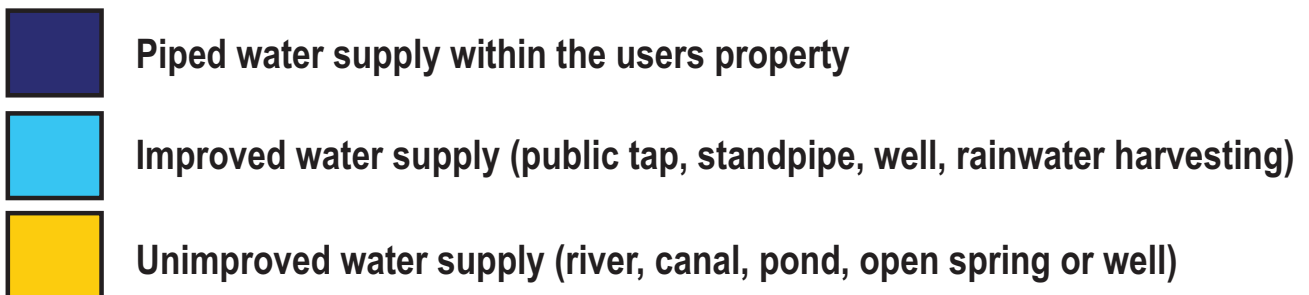 Piped water supply within the users property
Improved water supply (public tap, standpipe, well, rainwater harvesting)
Unimproved water supply (river, canal, pond, open spring or well)